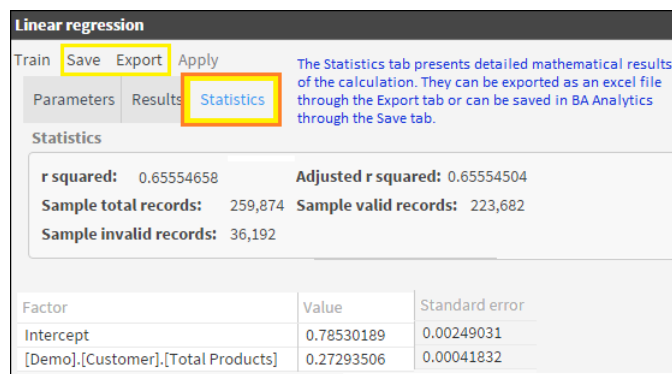 Linear regression
Train Save Export Apply
The Statistics tab presents detailed mathematical results
of the calculation. They can be exported as an excel file
through the Export tab or can be saved in BA Analytics
through the Save tab.
Parameters Results Statistics
Statistics
r squared: 0.65554658 Adjusted r squared: 0.65554504
Sample total records: 259,874 Sample valid records: 223,682
Sample invalid records: 36,192
Factor Value Standard error
Intercept 0.78530189 0.00249031
[Demo].[Customer].[Total Products] 0.27293506 0.00041832